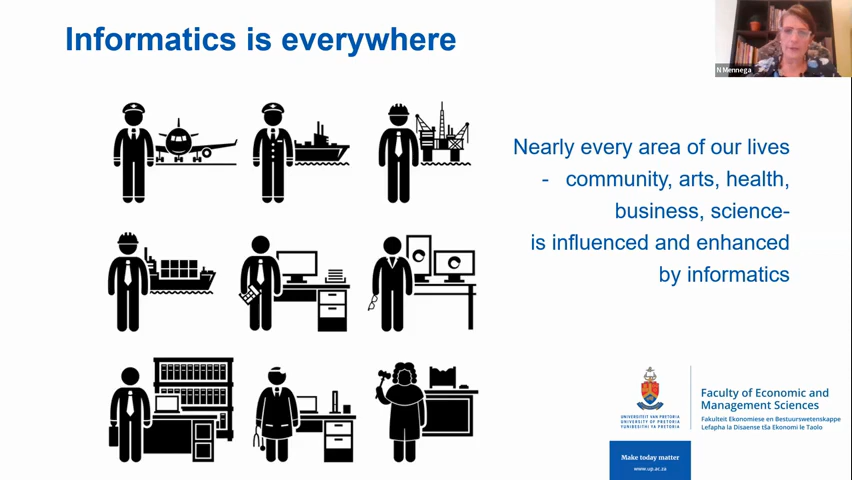 Informatics is everywhere
N Mennega
Nearly every area of our lives
- community, arts, health,
business, science-
is influenced and enhanced
by informatics
UNIVERSITEIT VAN PRETORIA
UNIVERSITY OF PRETORIA
YUNIBESITHI YA PRETORIA
Faculty of Economic and
Management Sciences
Fakulteit Ekonomiese en Bestuurswetenskappe
Lefapha la Disaense tša Ekonomi le Taolo
Make today matter
www.up.ac.za